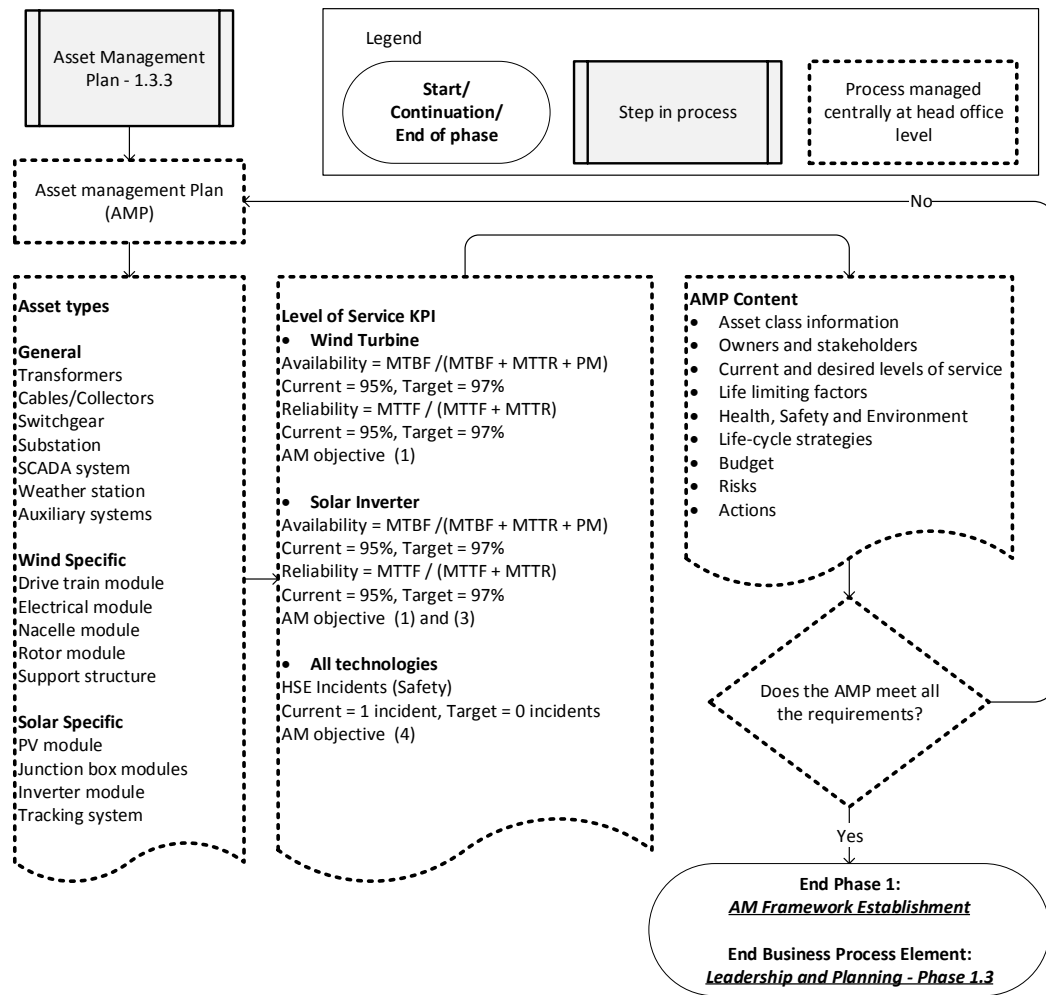 Asset Management
Plan - 1.3.3
Legend
Start/
Continuation/
End of phase
Step in process
Process managed
centrally at head office
level
Asset management Plan
(AMP)
No
Asset types
General
Transformers
Cables/Collectors
Switchgear
Substation
SCADA system
Weather station
Auxiliary systems
Wind Specific
Drive train module
Electrical module
Nacelle module
Rotor module
Support structure
Solar Specific
PV module
Junction box modules
Inverter module
Tracking system
Level of Service KPI
• Wind Turbine
Availability = MTBF /(MTBF + MTTR + PM)
Current = 95%, Target = 97%
Reliability = MTTF / (MTTF + MTTR)
Current = 95%, Target = 97%
AM objective (1)
• Solar Inverter
Availability = MTBF /(MTBF + MTTR + PM)
Current = 95%, Target = 97%
Reliability = MTTF / (MTTF + MTTR)
Current = 95%, Target = 97%
AM objective (1) and (3)
• All technologies
HSE Incidents (Safety)
Current = 1 incident, Target = 0 incidents
AM objective (4)
AMP Content
• Asset class information
• Owners and stakeholders
• Current and desired levels of service
• Life limiting factors
• Health, Safety and Environment
• Life-cycle strategies
• Budget
• Risks
• Actions
Does the AMP meet all
the requirements?
Yes
End Phase 1:
AM Framework Establishment
End Business Process Element:
Leadership and Planning - Phase 1.3